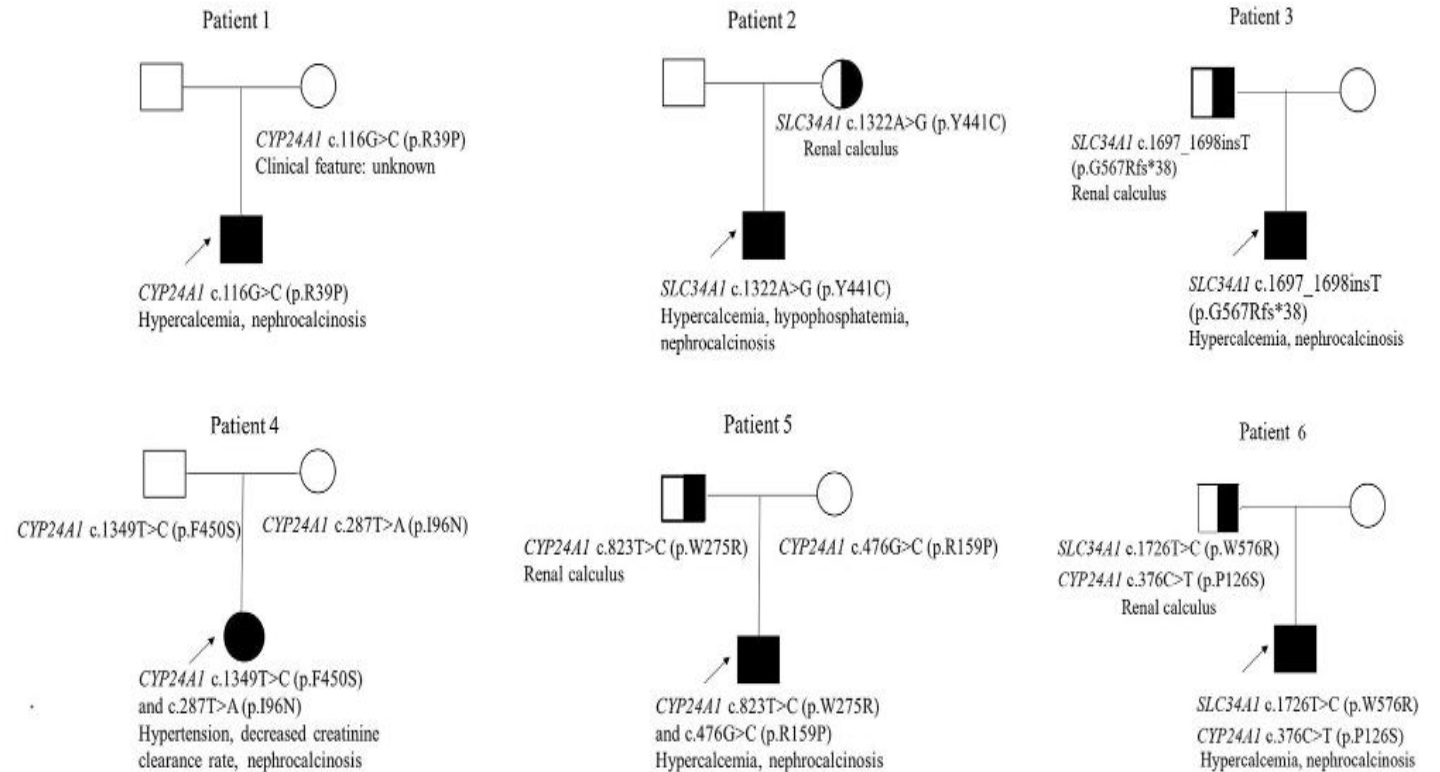 Patient 1
CYP24A1 c.116G>C (p.R39P)
Clinical feature: unknown
CYP24A1 c.116G>C (p.R39P)
Hypercalcemia, nephrocalcinosis
Patient 2
SLC34A1 c.1322A>G (p.Y441C)
Renal calculus
SLC34A1 c.1322A>G (p.Y441C)
Hypercalcemia, hypophosphatemia,
nephrocalcinosis
Patient 3
SLC34A1 c.1697_1698insT
(p.G567Rfs*38)
Renal calculus
SLC34A1 c.1697_1698insT
(p.G567Rfs*38)
Hypercalcemia, nephrocalcinosis
Patient 4
CYP24A1 c.1349T>C (p.F450S)
CYP24A1 c.287T>A (p.I96N)
CYP24A1 c.1349T>C (p.F450S)
and c.287T>A (p.I96N)
Hypertension, decreased creatinine
clearance rate, nephrocalcinosis
Patient 5
CYP24A1 c.823T>C (p.W275R)
Renal calculus
CYP24A1 c.476G>C (p.R159P)
CYP24A1 c.823T>C (p.W275R)
and c.476G>C (p.R159P)
Hypercalcemia, nephrocalcinosis
Patient 6
SLC34A1 c.1726T>C (p.W576R)
CYP24A1 c.376C>T (p.P126S)
Renal calculus
SLC34A1 c.1726T>C (p.W576R)
CYP24A1 c.376C>T (p.P126S)
Hypercalcemia, nephrocalcinosis